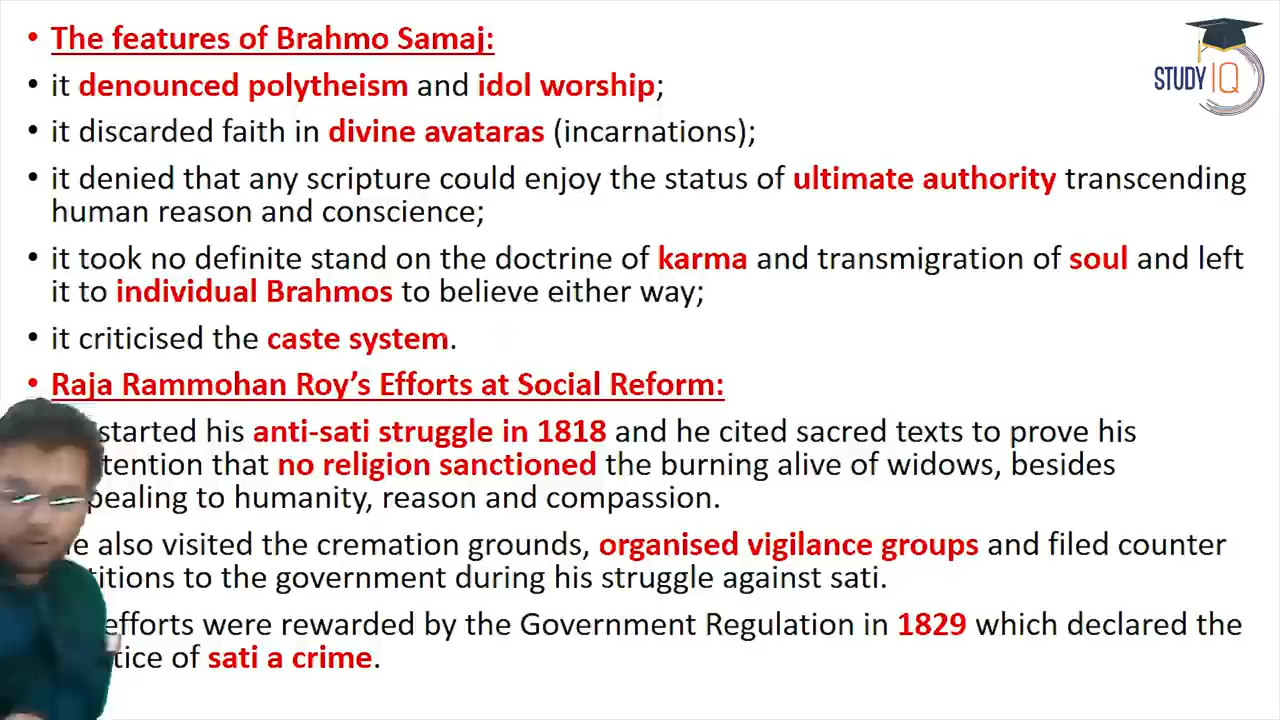 • The features of Brahmo Samaj:
• it denounced polytheism and idol worship;
• it discarded faith in divine avataras (incarnations);
• it denied that any scripture could enjoy the status of ultimate authority transcending
human reason and conscience;
• it took no definite stand on the doctrine of karma and transmigration of soul and left
it to individual Brahmos to believe either way;
• it criticised the caste system.
• Raja Rammohan Roy's Efforts at Social Reform:
started his anti-sati struggle in 1818 and he cited sacred texts to prove his
that no religion sanctioned the burning alive of widows, besides
to humanity, reason and compassion.
also visited the cremation grounds, organised vigilance groups and filed counter
to the government during his struggle against sati.
efforts were rewarded by the Government Regulation in 1829 which declared the
of sati a crime.
STUDY IQ